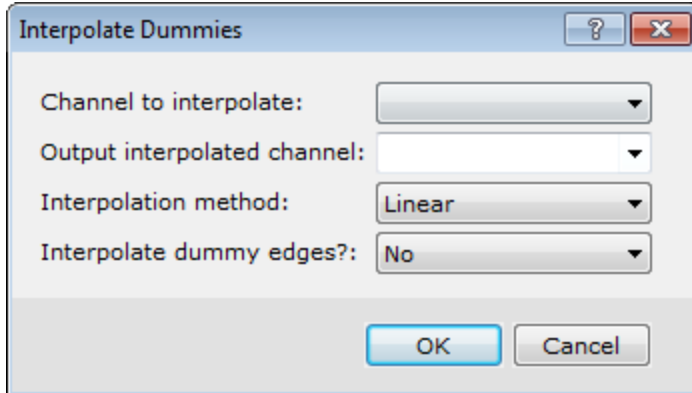 Interpolate Dummies
?
Channel to interpolate:
Output interpolated channel:
Interpolation method: Linear
Interpolate dummy edges?: No
OK Cancel